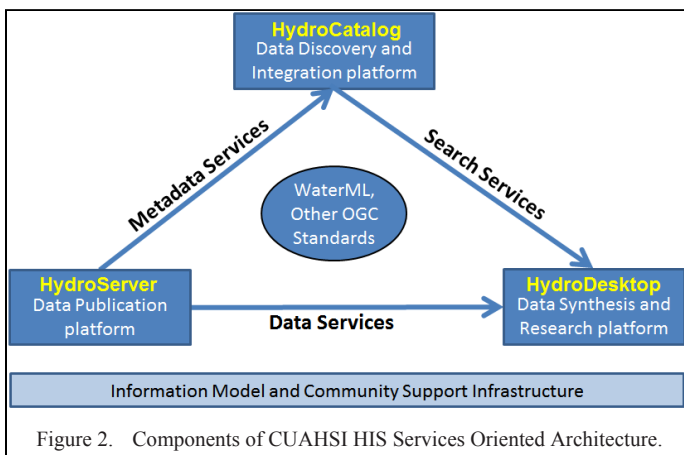 HydroCatalog
Data Discovery and
Integration platform
Metadata Services
Search Services
WaterML,
Other OGC
Standards
HydroServer
Data Publication
platform
Data Services
HydroDesktop
Data Synthesis and
Research platform
Information Model and Community Support Infrastructure
Figure 2. Components of CUAHSI HIS Services Oriented Architecture.